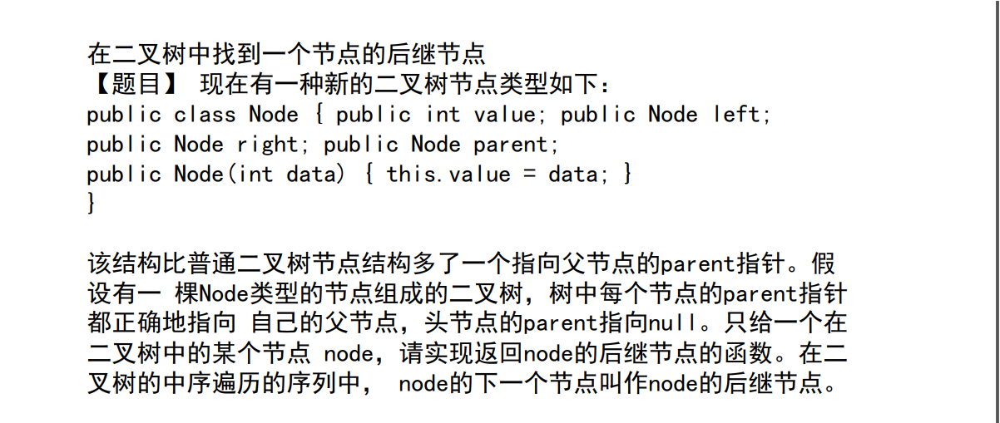 在二叉树中找到一个节点的后继节点
【题目】 现在有一种新的二叉树节点类型如下：
public class Node { public int value; public Node left;
public Node right; public Node parent;
public Node(int data) { this.value = data; }
}
该结构比普通二叉树节点结构多了一个指向父节点的parent指针。假
设有一 棵Node类型的节点组成的二叉树，树中每个节点的parent指针
都正确地指向 自己的父节点，头节点的parent指向null。只给一个在
二叉树中的某个节点 node，请实现返回node的后继节点的函数。在二
叉树的中序遍历的序列中， node的下一个节点叫作node的后继节点。